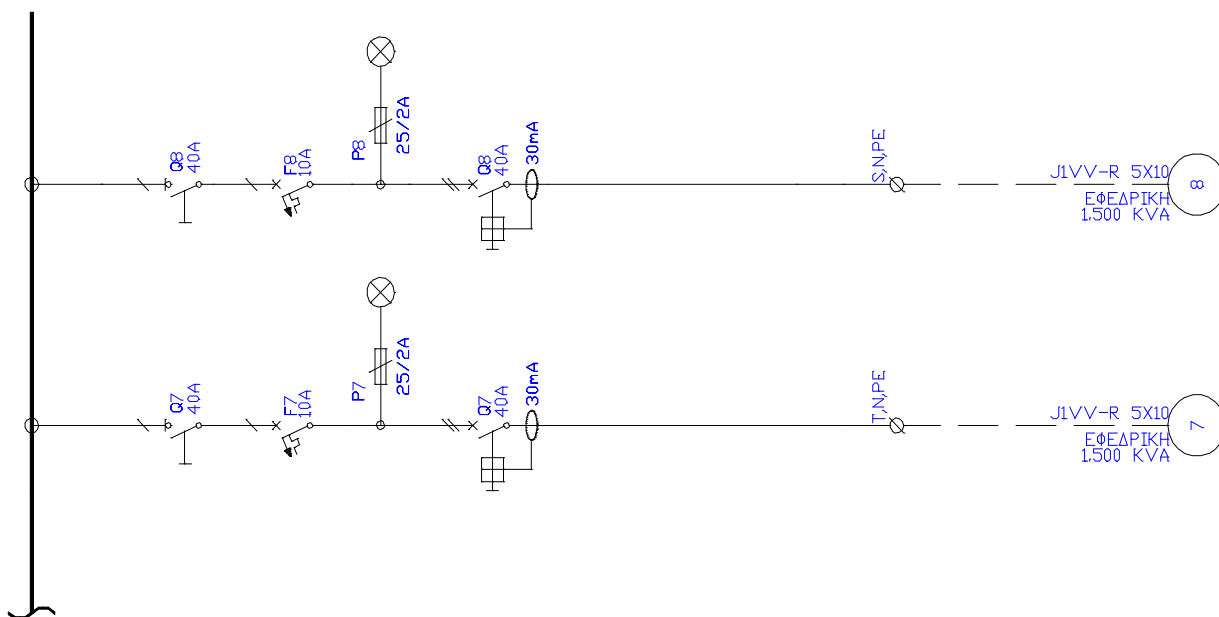 Q8
40A
F8
10A
P8
25/2A
Q8
40A
30mA
S,N,PE
J1VV-R 5X10
ΕΦΕΔΡΙΚΗ
1.500 KVA
8
Q7
40A
F7
10A
P7
25/2A
Q7
40A
30mA
T,N,PE
J1VV-R 5X10
ΕΦΕΔΡΙΚΗ
1.500 KVA
7